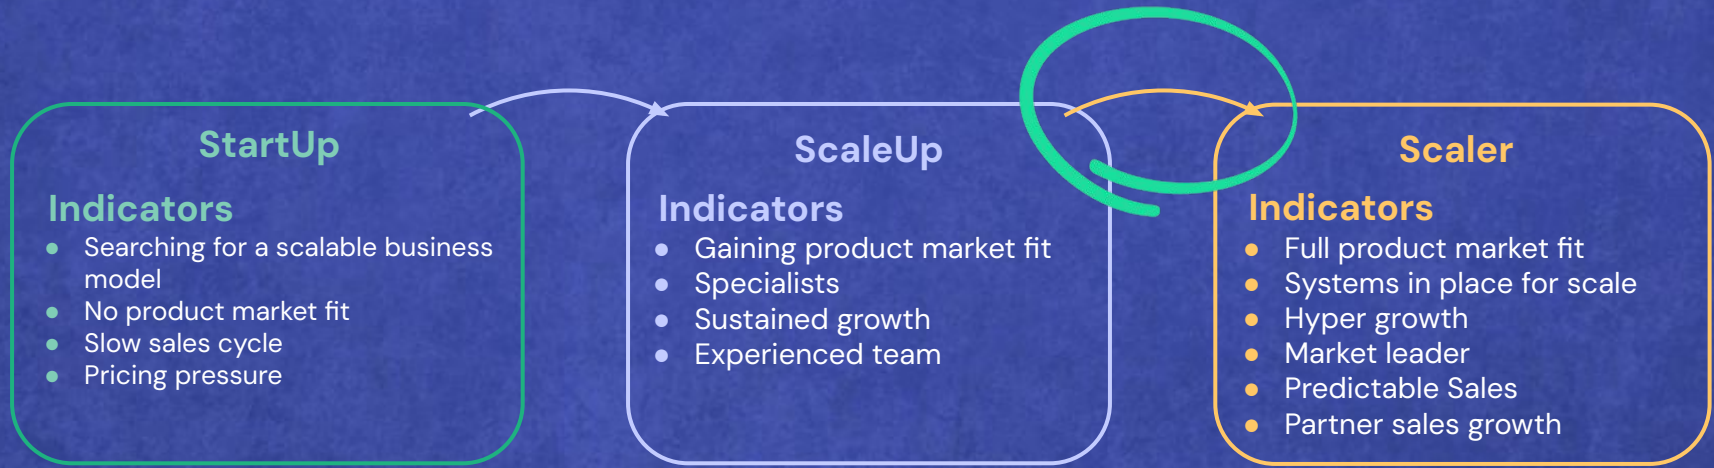 StartUp
Indicators
● Searching for a scalable business
model
● No product market fit
● Slow sales cycle
● Pricing pressure
ScaleUp
Indicators
● Gaining product market fit
● Specialists
● Sustained growth
● Experienced team
Scaler
Indicators
● Full product market fit
● Systems in place for scale
● Hyper growth
● Market leader
● Predictable Sales
● Partner sales growth